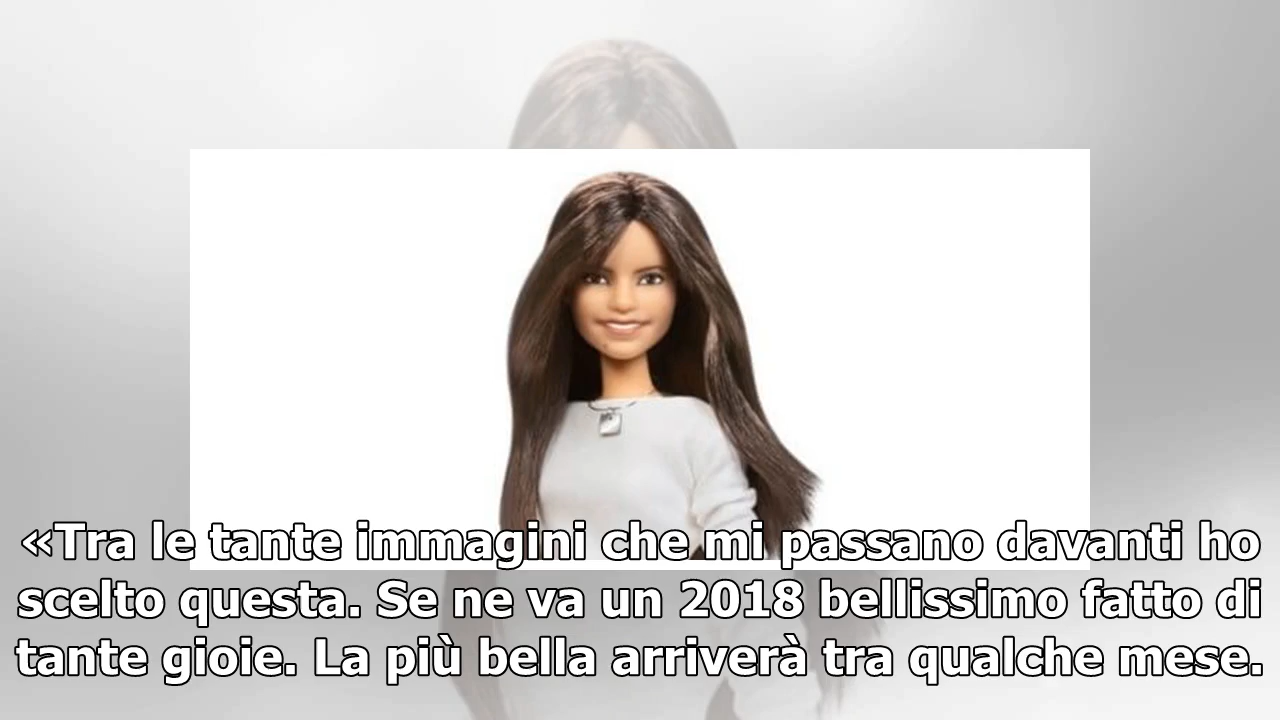 «Tra le tante immagini che mi passano davanti ho
scelto questa. Se ne va un 2018 bellissimo fatto di
tante gioie. La più bella arriverà tra qualche mese.